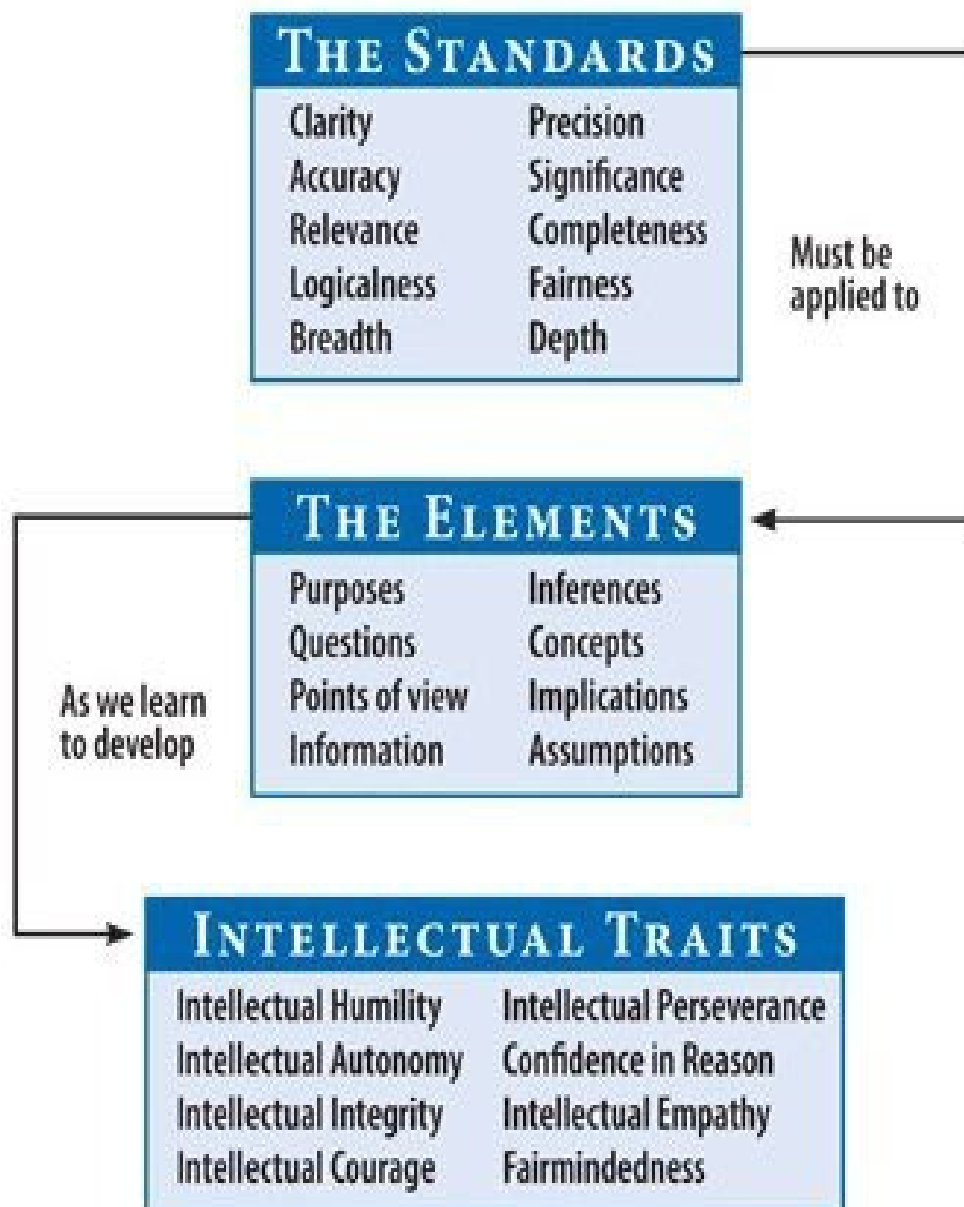 THE STANDARDS
Clarity Precision
Accuracy Significance
Relevance Completeness
Logicalness Fairness
Breadth Depth
Must be
applied to
THE ELEMENTS
Purposes Inferences
Questions Concepts
Points of view Implications
Information Assumptions
As we learn
to develop
INTELLECTUAL TRAITS
Intellectual Humility Intellectual Perseverance
Intellectual Autonomy Confidence in Reason
Intellectual Integrity Intellectual Empathy
Intellectual Courage Fairmindedness